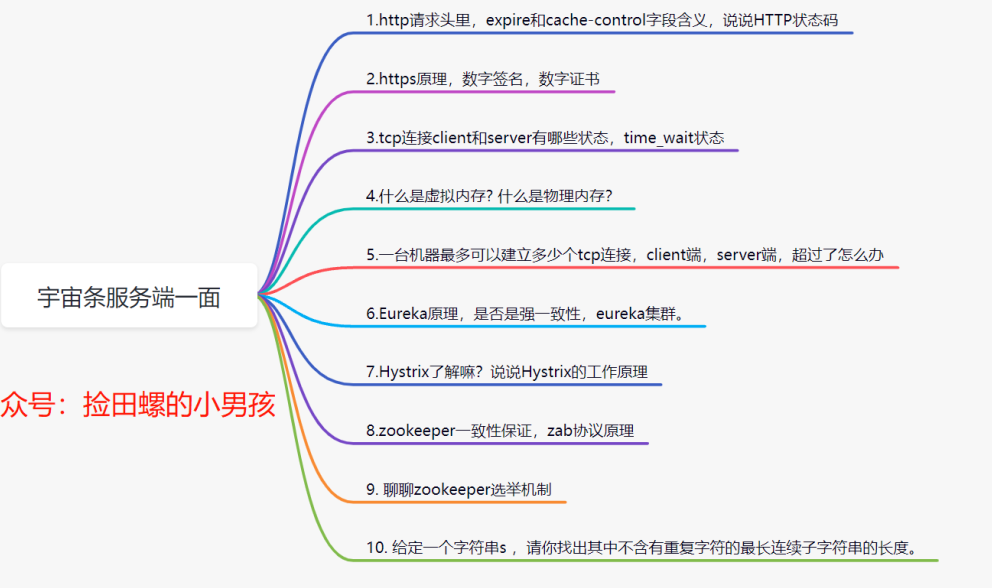 1.http请求头里，expire和cache-control字段含义，说说HTTP状态码
2.https原理，数字签名，数字证书
3.tcp连接client和server有哪些状态，time_wait状态
4.什么是虚拟内存? 什么是物理内存?
5.一台机器最多可以建立多少个tcp连接，client端，server端，超过了怎么办
宇宙条服务端一面
6.Eureka原理，是否是强一致性，eureka集群。
7.Hystrix了解嘛？说说Hystrix的工作原理
众号：捡田螺的小男孩
8.zookeeper一致性保证，zab协议原理
9. 聊聊zookeeper选举机制
10. 给定一个字符串s ，请你找出其中不含有重复字符的最长连续子字符串的长度。